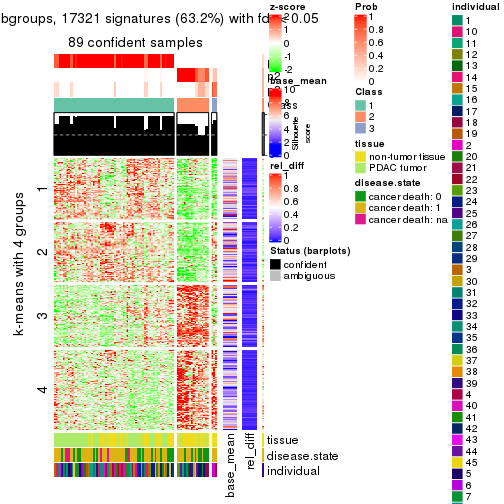 bgroups, 17321 signatures (63.2%) with fd
0.05
89 confident samples
1
2
3
4
k-means with 4 groups
base_mean
rel_diff
tissue
disease.state
individual
Silhouette
score
z-score
2
1
0
-1
-2
base_mean
10
8
6
4
2
0
rel_diff
1
0.8
0.6
0.4
0.2
0
Status (barplots)
confident
ambiguous
Prob
1
0.8
0.6
0.4
0.2
0
Class
1
2
3
tissue
non-tumor tissue
PDAC tumor
disease.state
cancer death: 0
cancer death: 1
cancer death: na
individual
1
10
11
12
13
14
15
16
17
18
19
2
20
21
22
23
24
25
26
27
28
29
3
30
31
32
33
34
35
36
37
38
39
4
40
41
42
43
44
45
5
6
7